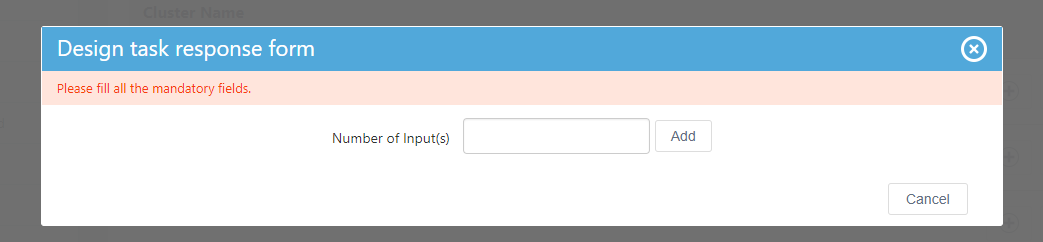 Cluster Name
Design task response form
Please fill all the mandatory fields.
Number of Input(s)
Add
Cancel